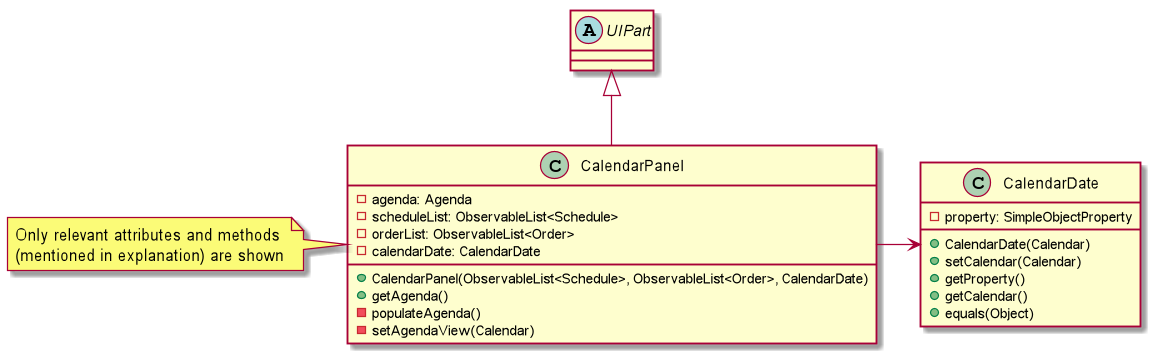 A UIPart
C CalendarPanel
agenda: Agenda
scheduleList: ObservableList<Schedule>
orderList: ObservableList<Order>
calendarDate: CalendarDate
CalendarPanel(ObservableList<Schedule>, ObservableList<Order>, CalendarDate)
getAgenda()
populateAgenda()
setAgendaView(Calendar)
Only relevant attributes and methods
(mentioned in explanation) are shown
C CalendarDate
property: SimpleObjectProperty
CalendarDate(Calendar)
setCalendar(Calendar)
getProperty()
getCalendar()
equals(Object)